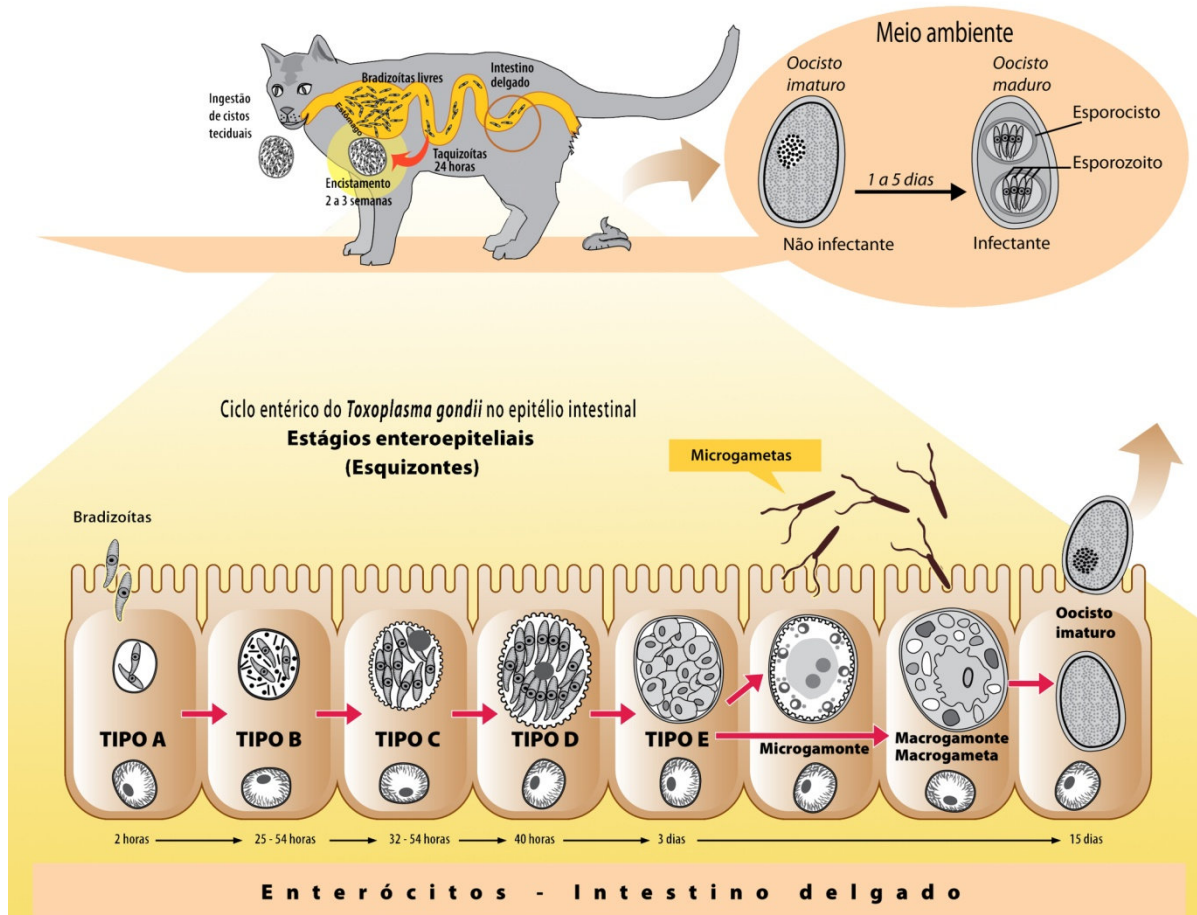 Meio ambiente
Oocisto
imaturo
Oocisto
maduro
Esporocisto
Esporozoito
1 a 5 dias
Não infectante
Infectante
Ingestão
de cistos
teciduais
Bradizoítas livres
Estômago
Intestino
delgado
Taquizoítas
24 horas
Encistamento
2 a 3 semanas
Ciclo entérico do Toxoplasma gondii no epitélio intestinal
Estágios enteroepiteliais
(Esquizontes)
Microgametas
Bradizoítas
TIPO A
TIPO B
TIPO C
TIPO D
TIPO E
Microgamonte
Macrogamonte
Macrogameta
Oocisto
imaturo
2 horas
25 - 54 horas
32 - 54 horas
40 horas
3 dias
15 dias
Enterócitos - Intestino delgado